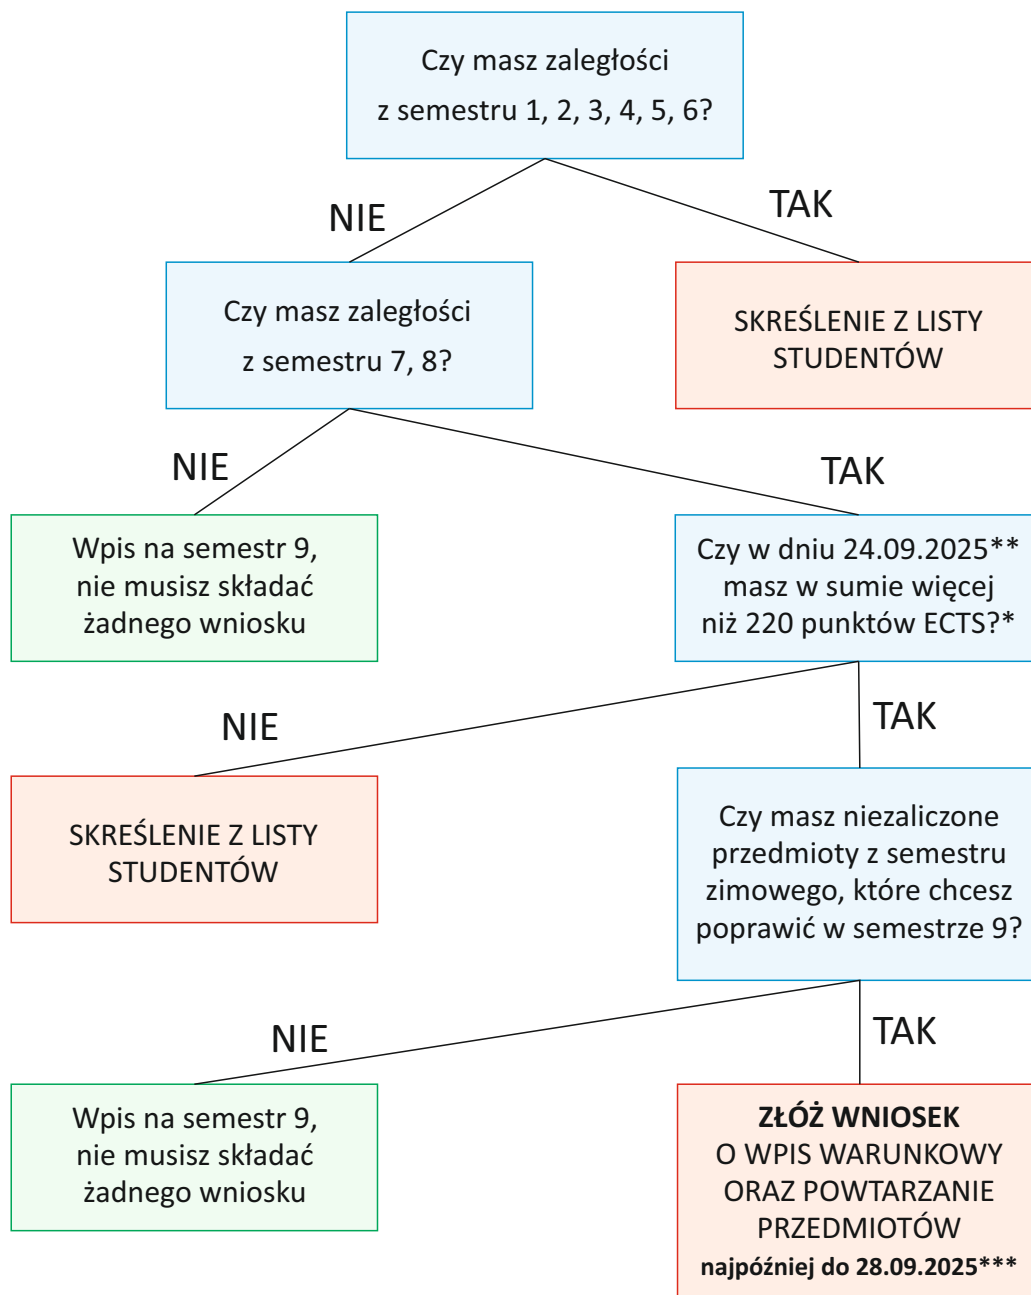 Czy masz zaległości
z semestru 1, 2, 3, 4, 5, 6?
NIE
TAK
Czy masz zaległości
z semestru 7, 8?
SKREŚLENIE Z LISTY
STUDENTÓW
NIE
TAK
Wpis na semestr 9,
nie musisz składać
żadnego wniosku
Czy w dniu 24.09.2025**
masz w sumie więcej
niż 220 punktów ECTS?*
NIE
TAK
SKREŚLENIE Z LISTY
STUDENTÓW
Czy masz niezaliczone
przedmioty z semestru
zimowego, które chcesz
poprawić w semestrze 9?
NIE
TAK
Wpis na semestr 9,
nie musisz składać
żadnego wniosku
ZŁÓŻ WNIOSEK
O WPIS WARUNKOWY
ORAZ POWTARZANIE
PRZEDMIOTÓW
najpóźniej do 28.09.2025***